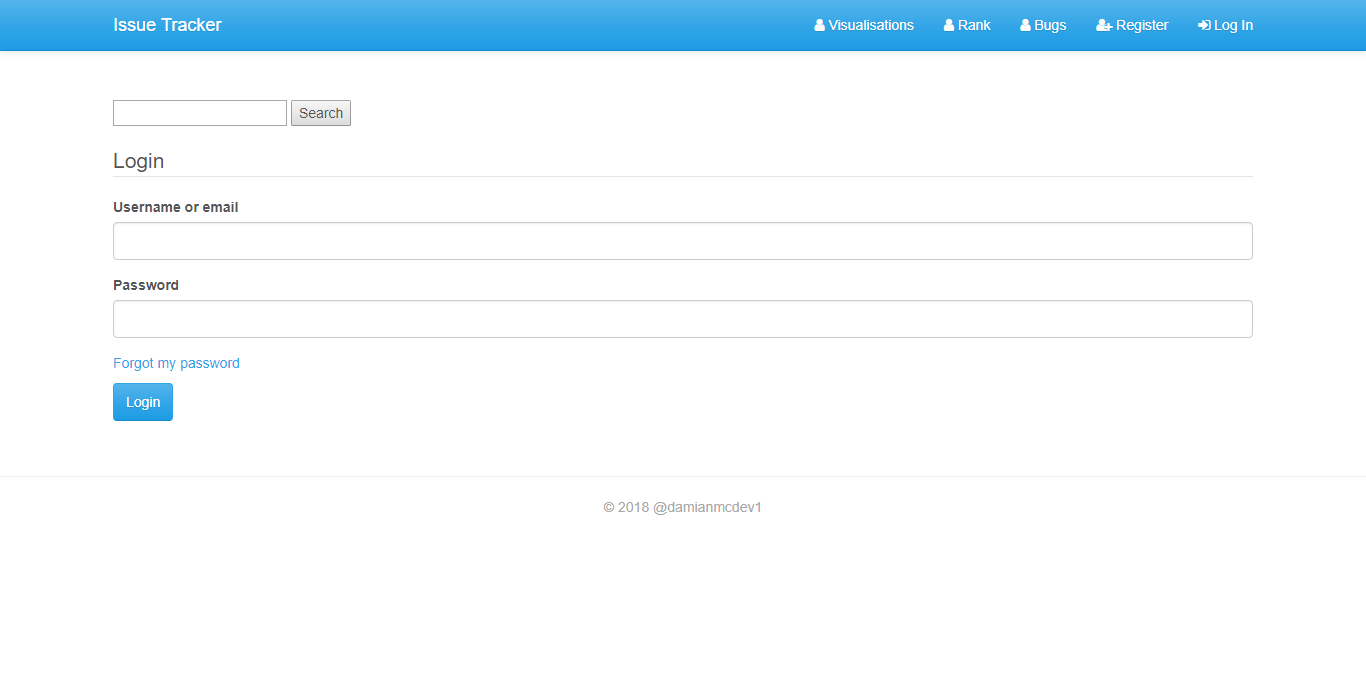 Issue Tracker Visualisations Rank Bugs Register Log In
Search
Login
Username or email
Password
Forgot my password
Login
© 2018 @damianmcdev1